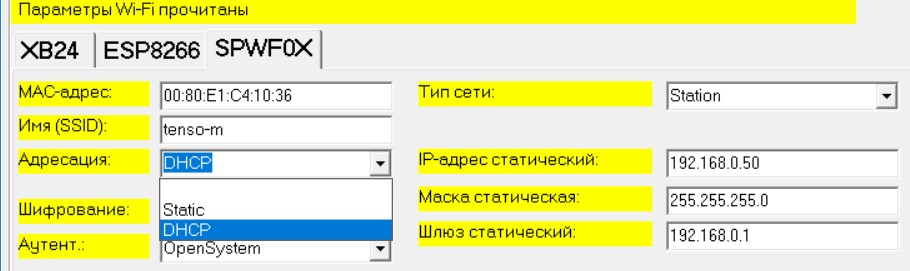 Параметры Wi-Fi прочитаны
XB24 ESP8266 SPWF0X
MAC-адрес: 00:80:E1:C4:10:36 Тип сети: Station
Имя (SSID): tenso-m
Адресация: DHCP IP-адрес статический: 192.168.0.50
Шифрование: Static Маска статическая: 255.255.255.0
DHCP Шлюз статический: 192.168.0.1
Аутент.: OpenSystem